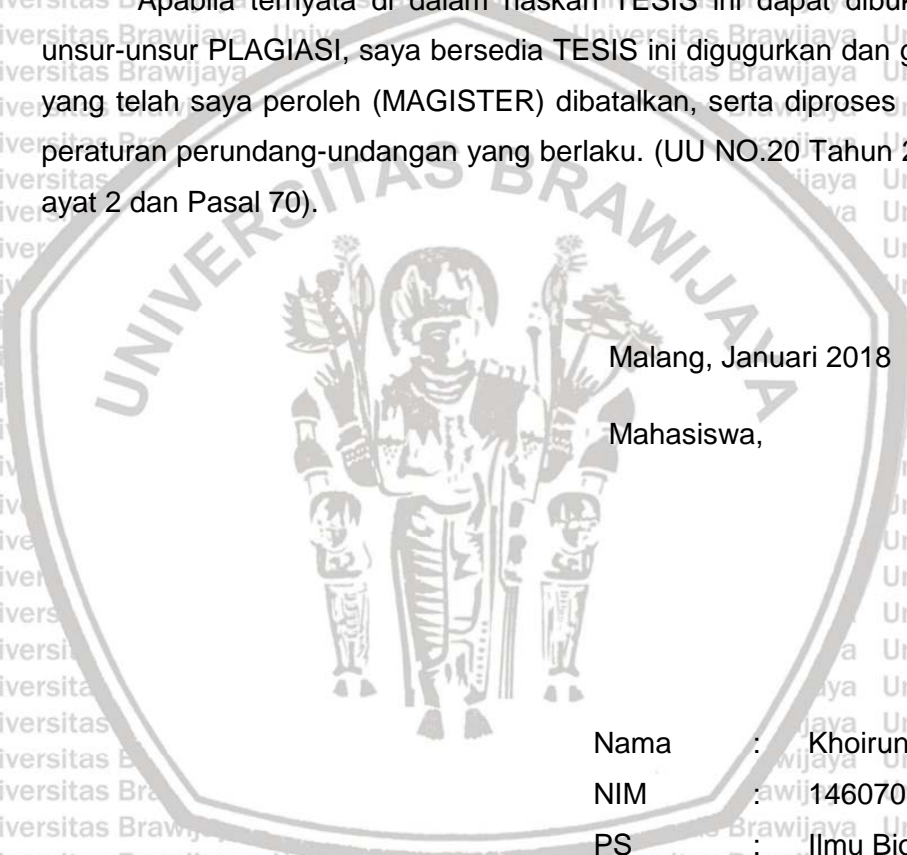 Apabila ternyata di dalam naskah TESIS ini dapat
unsur-unsur PLAGIASI, saya bersedia TESIS ini digugurkan dan
yang telah saya peroleh (MAGISTER) dibatalkan, serta diproses
peraturan perundang-undangan yang berlaku. (UU NO.20 Tahun
ayat 2 dan Pasal 70).
UNIVERSITAS BRAWIJAYA
Malang, Januari 2018
Mahasiswa,
Nama : Khoirun
NIM : 146070
PS : Ilmu